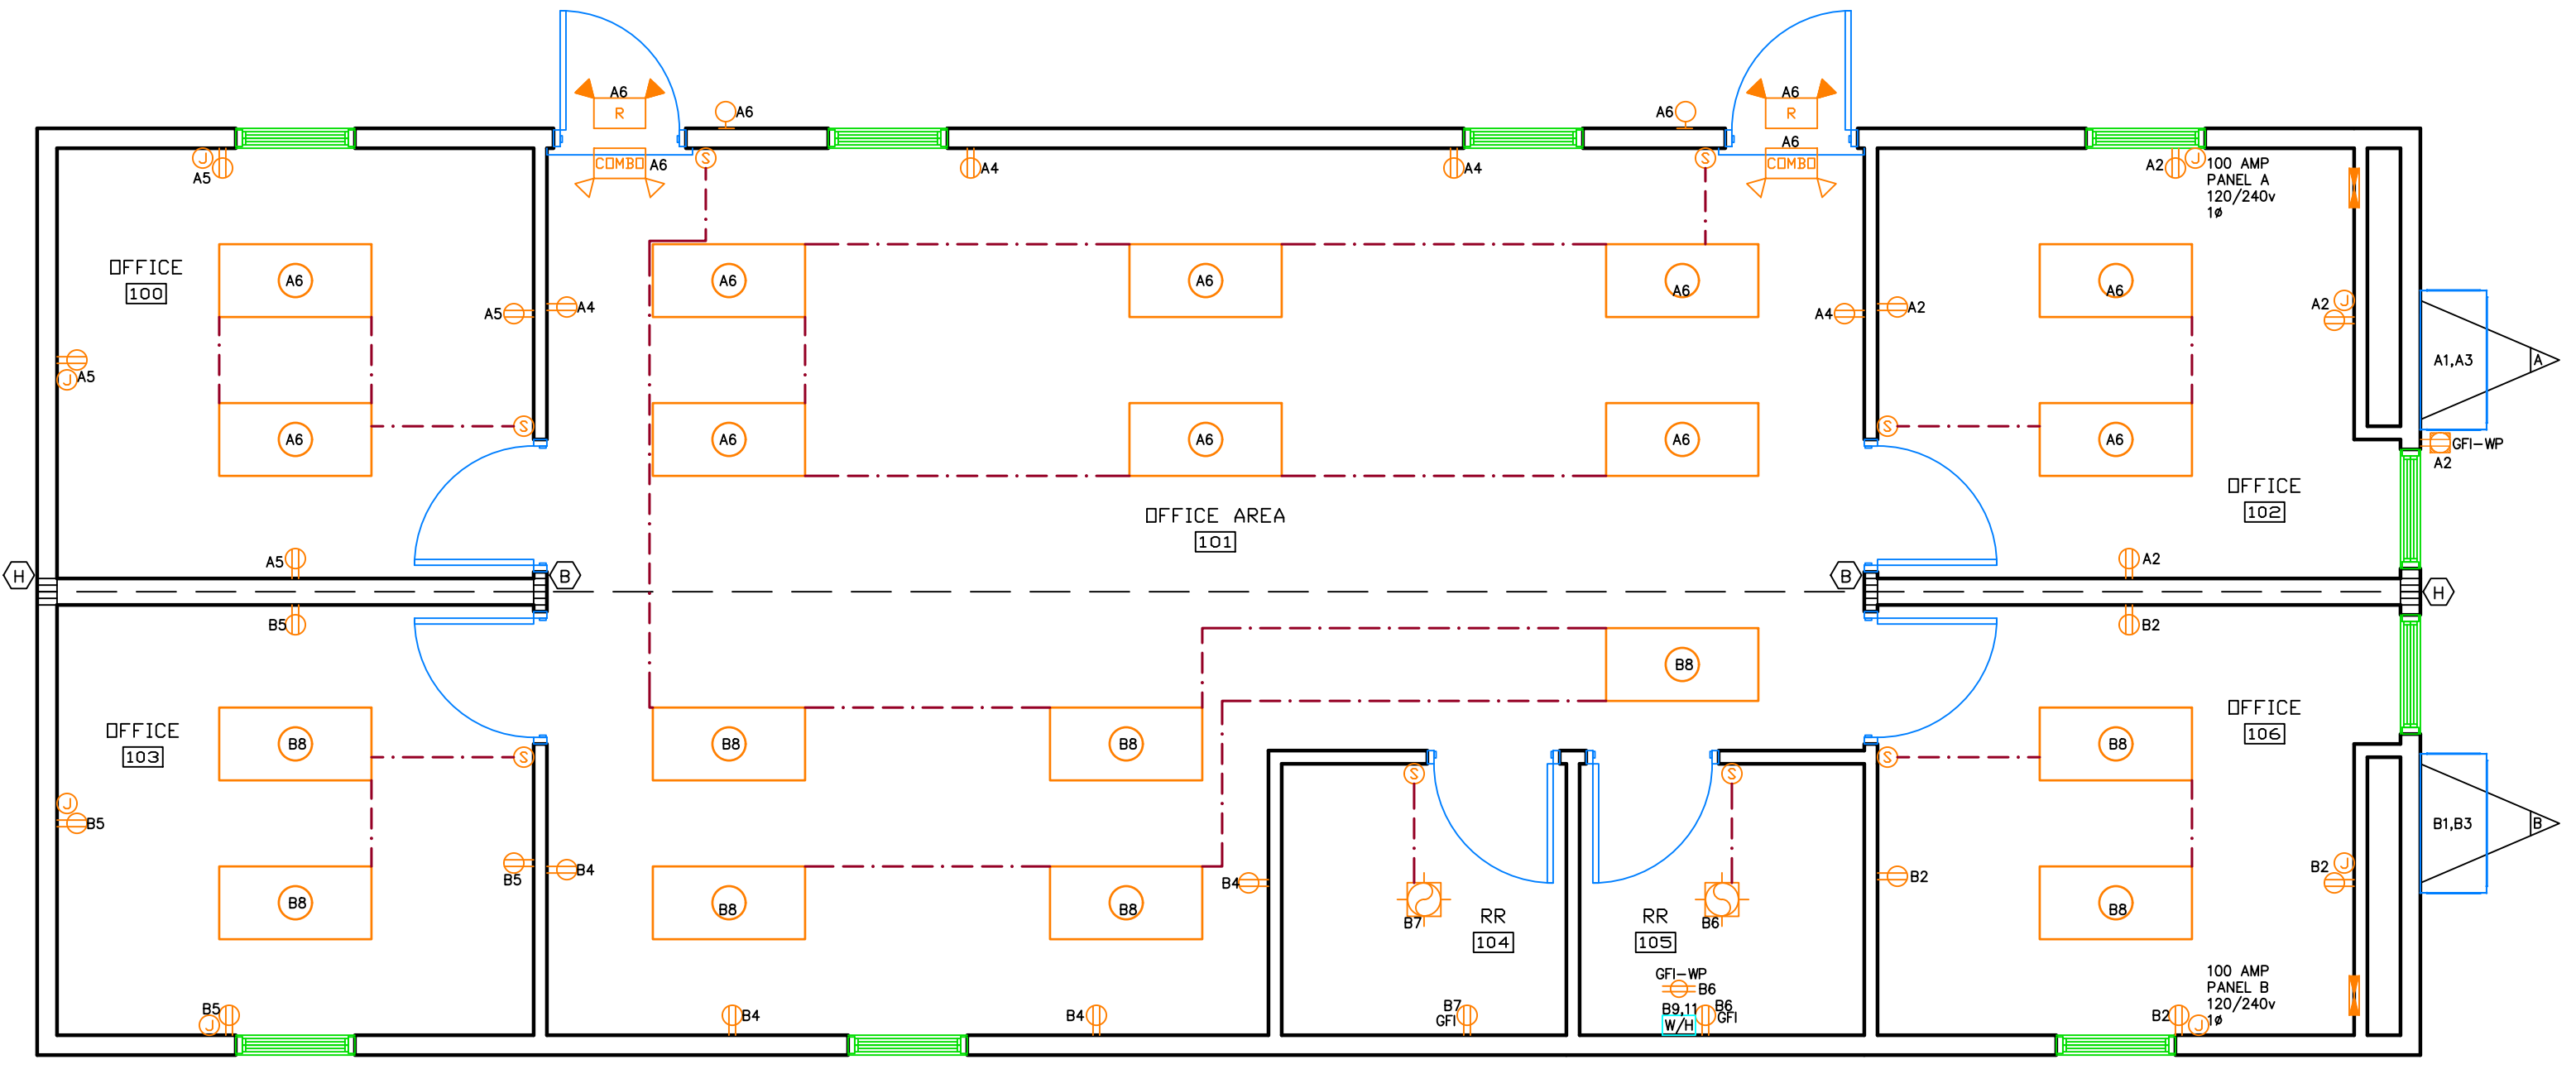 A6
R
A6
A6
A6
R
COMBO
A6
S
A6
COMBO
S
J
A5
A4
A4
A2
J
100 AMP
PANEL A
120/240v
1ø
OFFICE
100
A6
A6
A6
A6
A6
A5
A4
A4
A2
A2
J
A5
J
A1,A3
A
A6
S
A6
A6
A6
S
A6
GFI-WP
A2
OFFICE
102
OFFICE AREA
101
A5
A2
H
B
B
H
B5
B2
B8
OFFICE
103
B8
S
B8
B8
S
B8
OFFICE
106
S
S
J
B5
B1,B3
B
B5
B4
B4
B2
B2
J
B8
B8
B8
B7
RR
104
RR
105
B6
B8
GFI-WP
B6
B5
J
B4
B4
B7
GFI
B9,11
W/H
B6
GFI
B2
J
100 AMP
PANEL B
120/240v
1ø